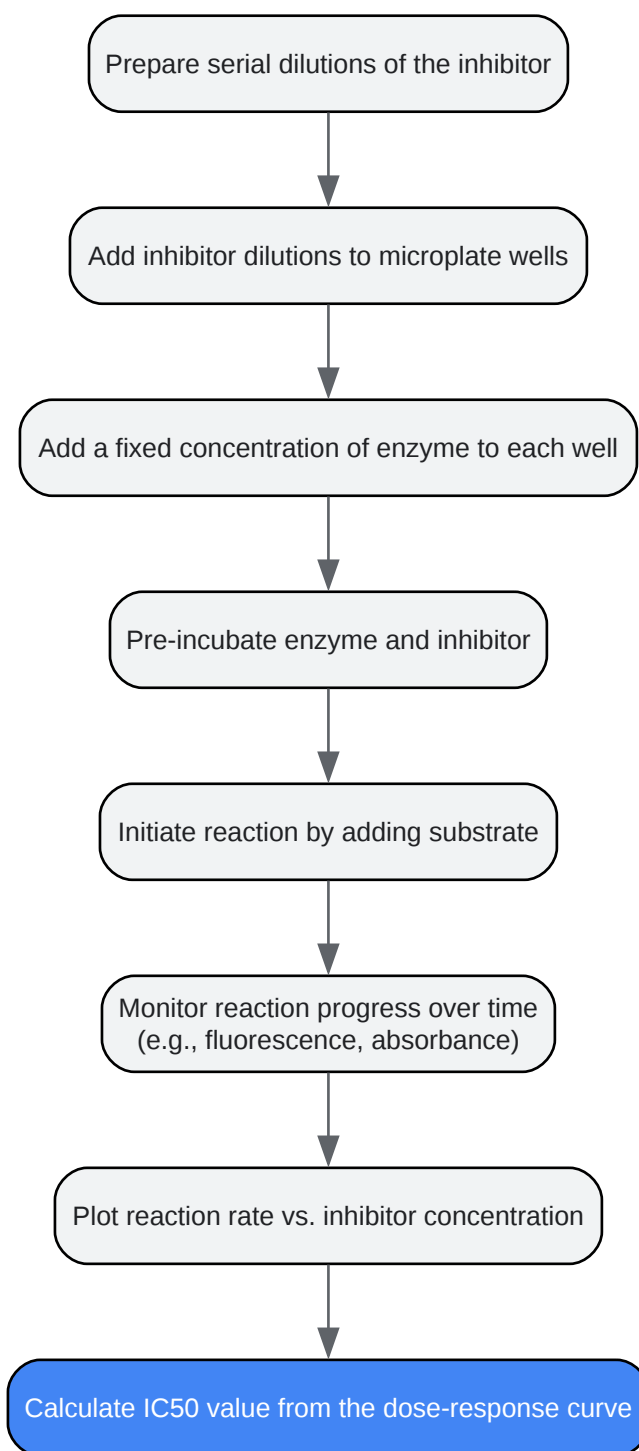 Prepare serial dilutions of the inhibitor
Add inhibitor dilutions to microplate wells
Add a fixed concentration of enzyme to each well
Pre-incubate enzyme and inhibitor
Initiate reaction by adding substrate
Monitor reaction progress over time
(e.g., fluorescence, absorbance)
Plot reaction rate vs. inhibitor concentration
Calculate IC50 value from the dose-response curve